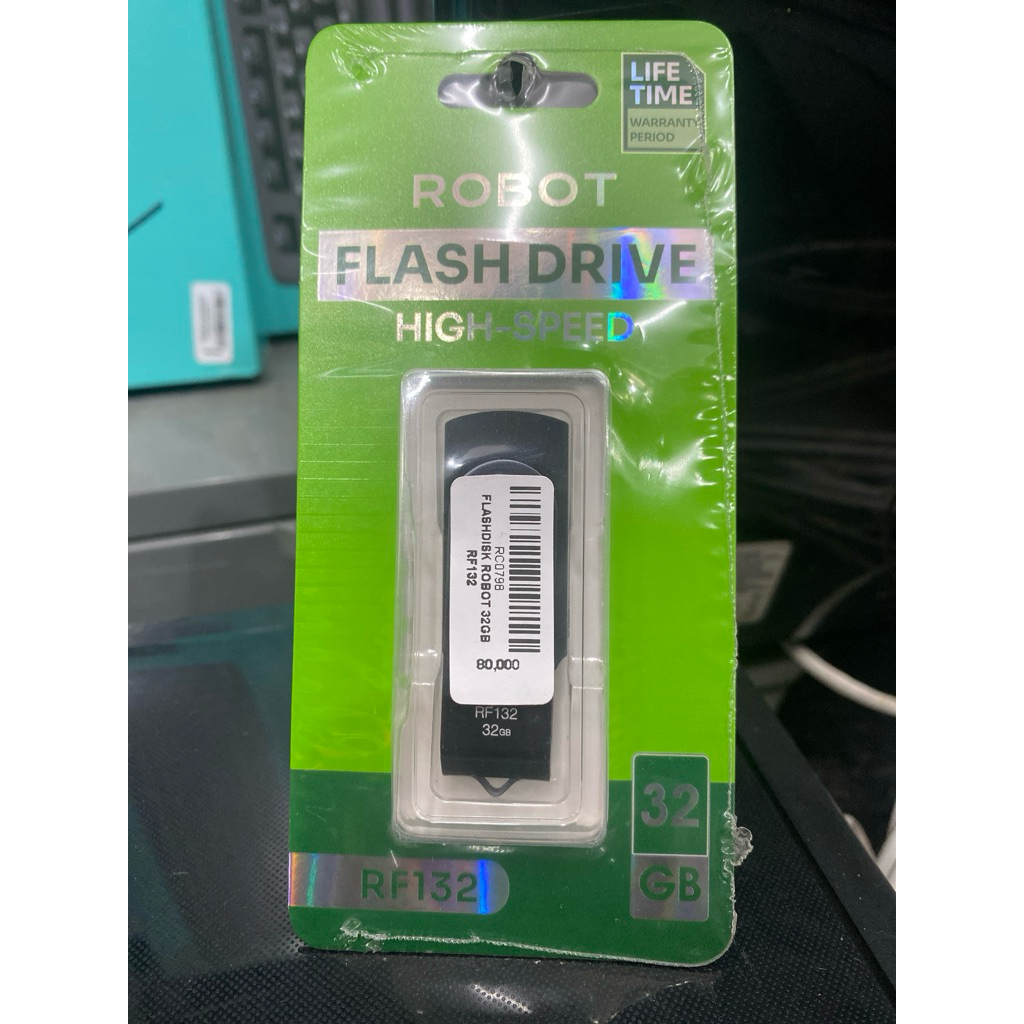 LIFE
TIME
WARRANTY
PERIOD
ROBOT
FLASH DRIVE
HIGH-SPEED
RC0798
FLASHDISK ROBOT 32GB
RF132
80,000
RF132
32GB
32
GB
RF132